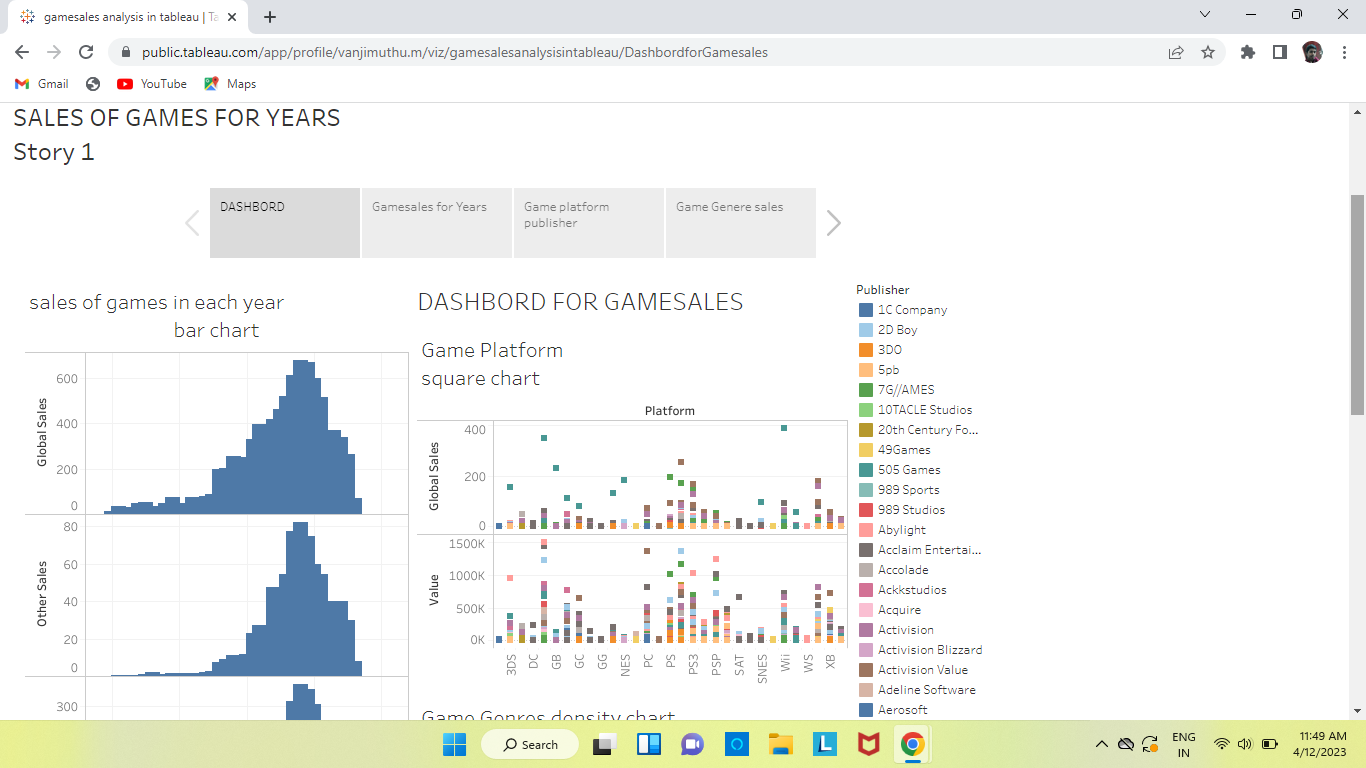 gamesales analysis in tableau | Ta
public.tableau.com/app/profile/vanjimuthu.m/viz/gamesalesanalysisintableau/DashbordforGamesales
Gmail
YouTube
Maps
SALES OF GAMES FOR YEARS
Story 1
DASHBORD
Gamesales for Years
Game platform
publisher
Game Genere sales
sales of games in each year
bar chart
Global Sales
600
400
200
0
Other Sales
80
60
40
20
0
300
DASHBORD FOR GAMESALES
Game Platform
square chart
Platform
Global Sales
400
200
0
Value
1500K
1000K
500K
0K
3DS
DC
GB
GC
GG
NES
PC
PS
PS3
PSP
SAT
SNES
Wii
WS
XB
Game Genres density chart
Publisher
1C Company
2D Boy
3DO
5pb
7G//AMES
10TACLE Studios
20th Century Fo...
49Games
505 Games
989 Sports
989 Studios
Abylight
Acclaim Entertai...
Accolade
Ackkstudios
Acquire
Activision
Activision Blizzard
Activision Value
Adeline Software
Aerosoft
Search
L
ENG
IN
11:49 AM
4/12/2023